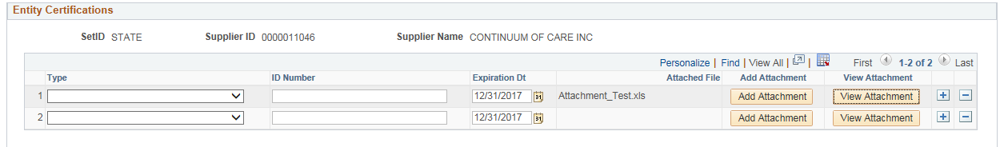 Entity Certifications
SetID STATE Supplier ID 0000011046 Supplier Name CONTINUUM OF CARE INC
Personalize | Find | View All | | First 1-2 of 2 Last
Type ID Number Expiration Dt Attached File Add Attachment View Attachment
1 12/31/2017 31 Attachment_Test.xls Add Attachment View Attachment + −
2 12/31/2017 31 Add Attachment View Attachment + −